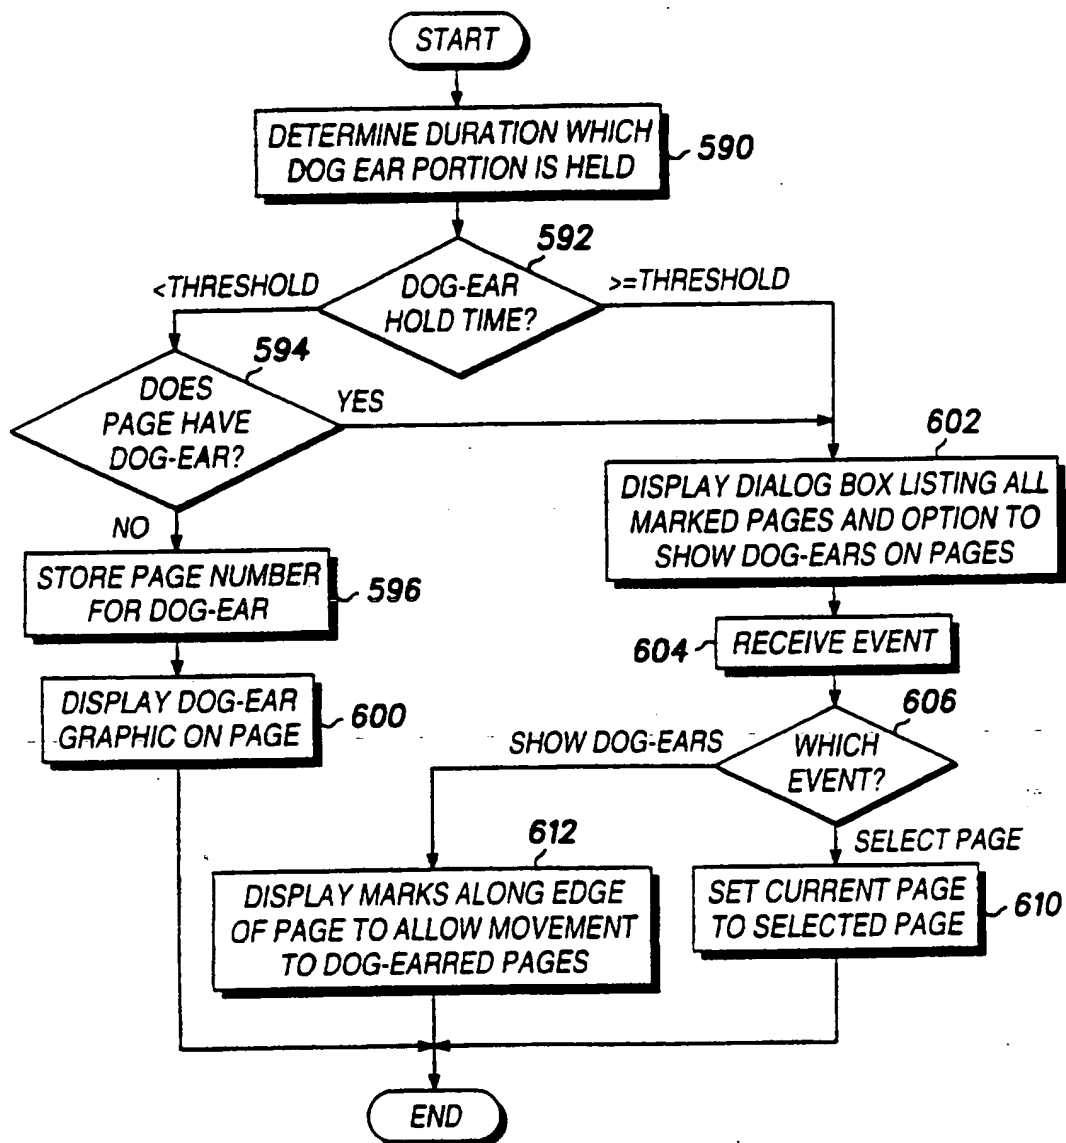 START
DETERMINE DURATION WHICH
DOG EAR PORTION IS HELD
590
592
<THRESHOLD
DOG-EAR
HOLD TIME?
>=THRESHOLD
594
DOES
PAGE HAVE
DOG-EAR?
YES
NO
602
DISPLAY DIALOG BOX LISTING ALL
MARKED PAGES AND OPTION TO
SHOW DOG-EARS ON PAGES
STORE PAGE NUMBER
FOR DOG-EAR
596
604
RECEIVE EVENT
DISPLAY DOG-EAR
GRAPHIC ON PAGE
600
606
SHOW DOG-EARS
WHICH
EVENT?
SELECT PAGE
612
DISPLAY MARKS ALONG EDGE
OF PAGE TO ALLOW MOVEMENT
TO DOG-EARRED PAGES
SET CURRENT PAGE
TO SELECTED PAGE
610
END